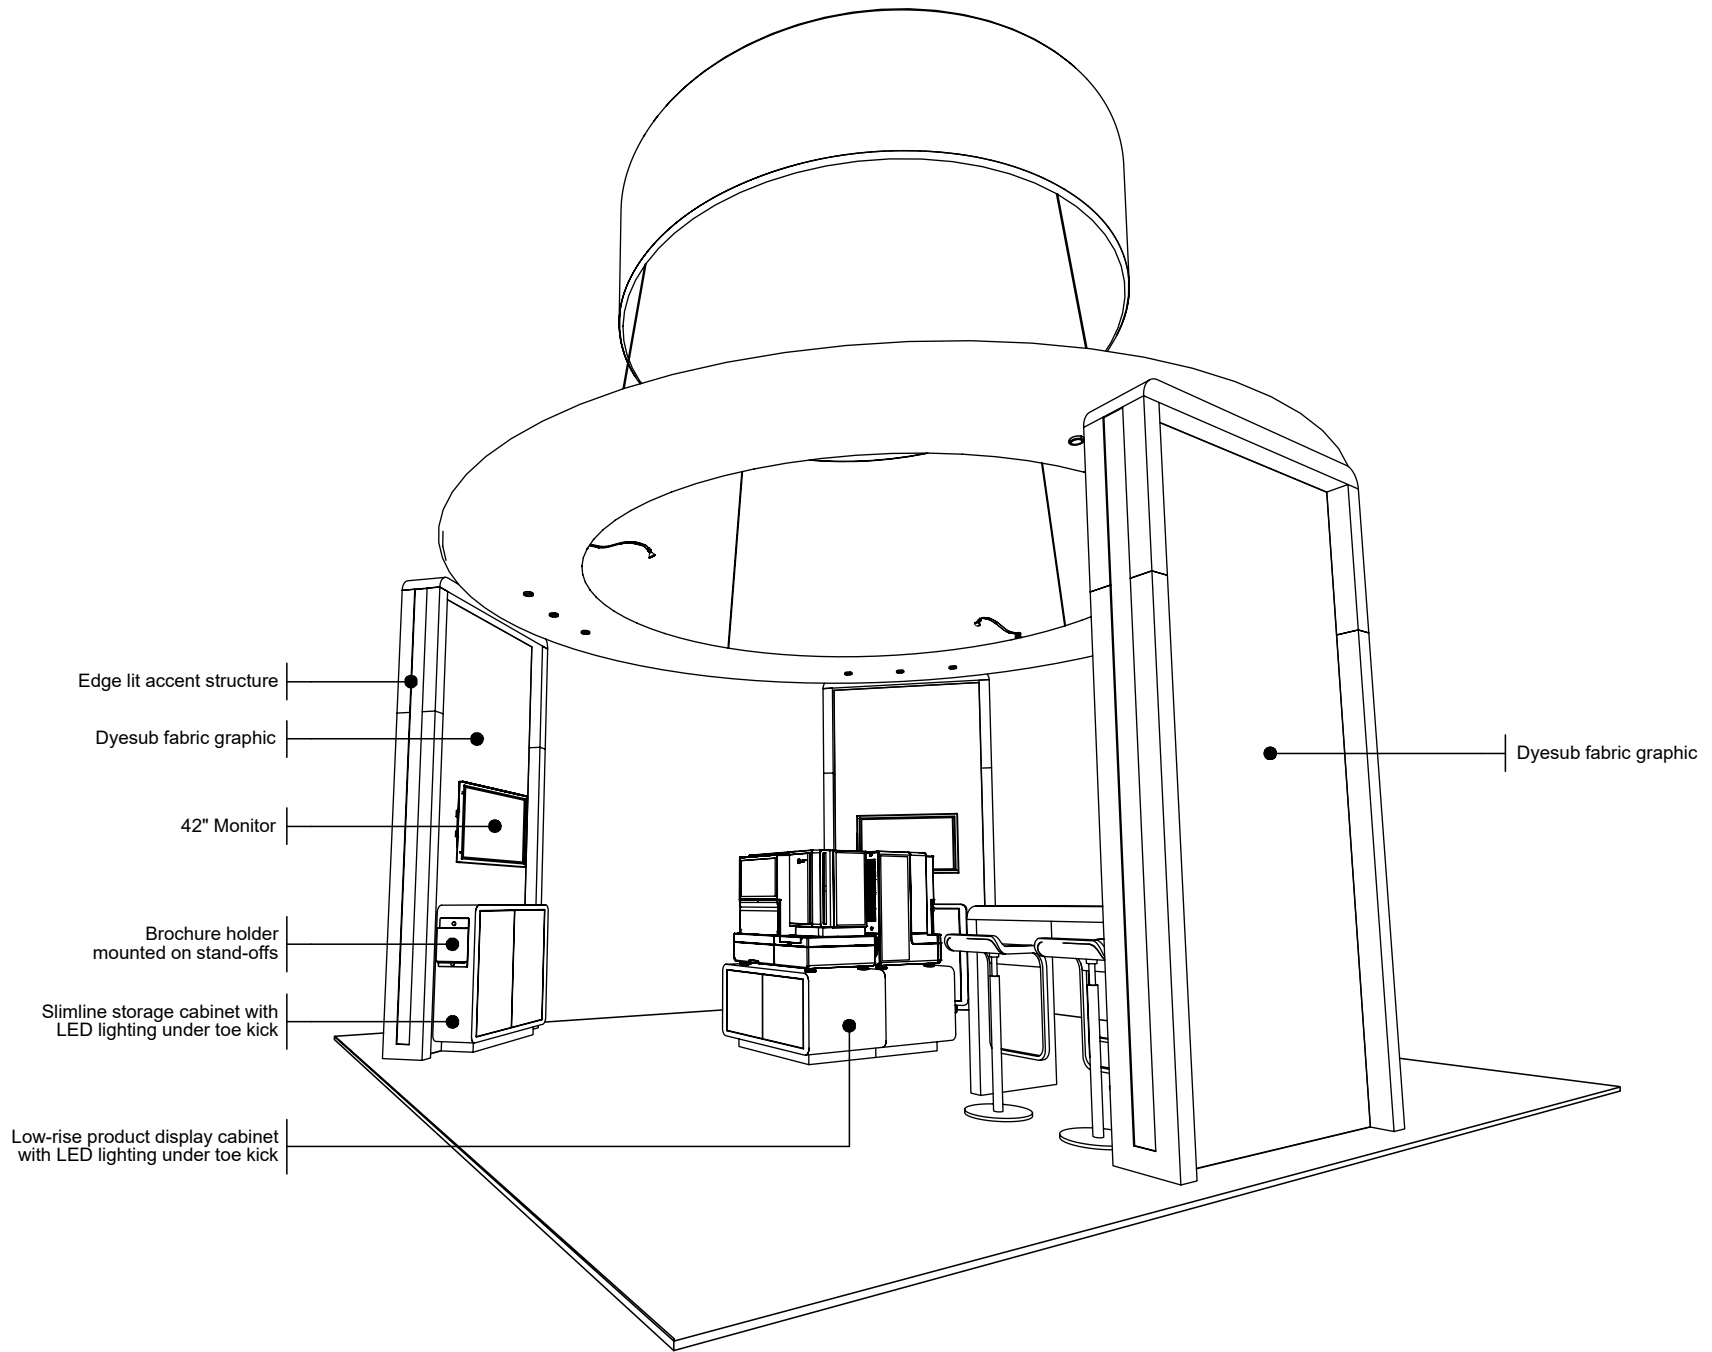 Edge lit accent structure
Dyesub fabric graphic
42" Monitor
Brochure holder
mounted on stand-offs
Slimline storage cabinet with
LED lighting under toe kick
Low-rise product display cabinet
with LED lighting under toe kick
Dyesub fabric graphic